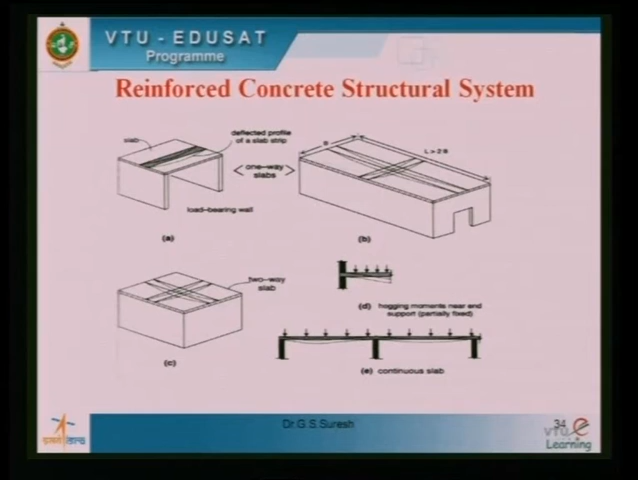 VTU - EDUSAT
Programme
Reinforced Concrete Structural System
slab
deflected profile
of a slab strip
one-way
slabs
load-bearing wall
B
L > 2 B
(a)
(b)
two-way
slab
(c)
(d) hogging moments near end
support (partially fixed)
(e) continuous slab
Dr.G.S.Suresh
34
VTU e
Learning